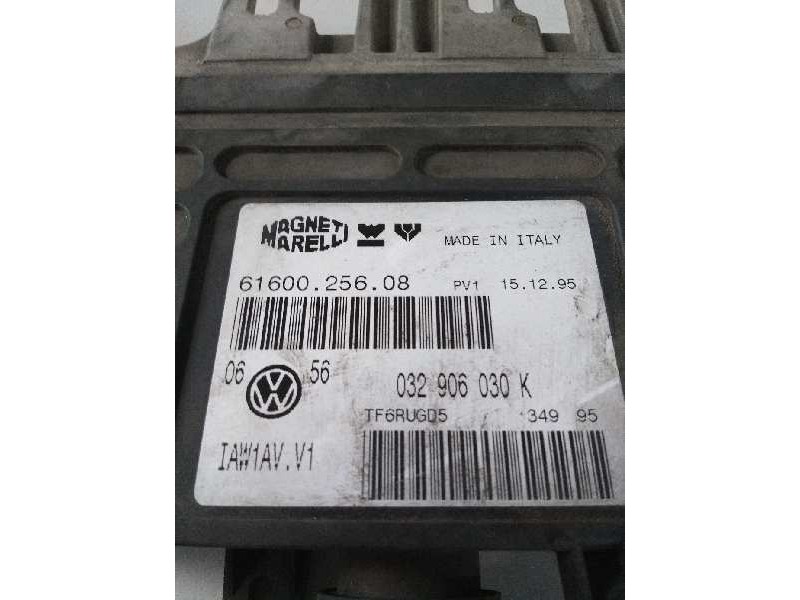 MAGNETI MARELLI MADE IN ITALY
61600.256.08 PV1 15.12.95
06 56 032 906 030 K
TF6RUGD5 349 95
IAW1AV.V1